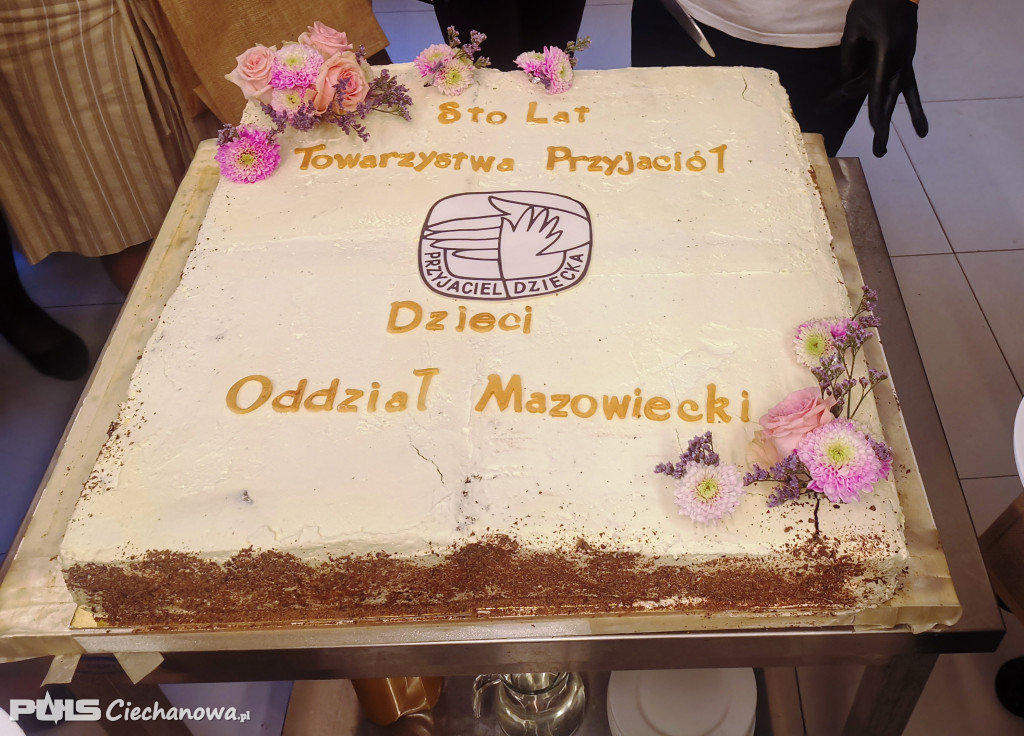 Sto Lat
Towarzystwa Przyjaciół
PRZYJACIEL DZIECKA
Dzieci
Oddział Mazowiecki
PULS Ciechanowa.pl